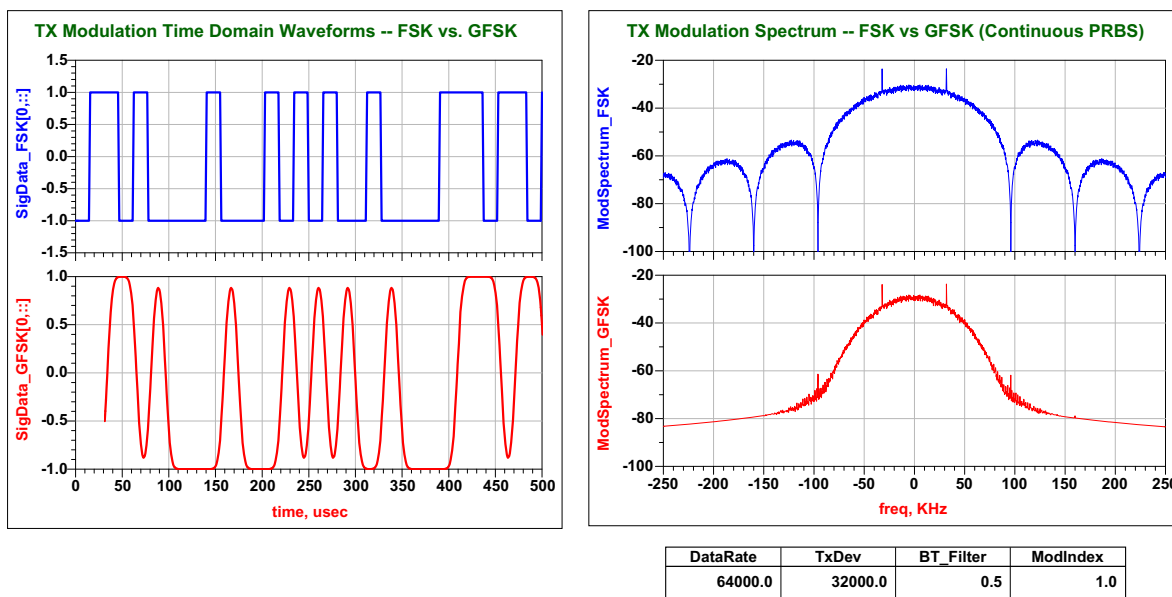 TX Modulation Time Domain Waveforms -- FSK vs. GFSK
SigData_FSK[0,::]
1.5
1.0
0.5
0.0
-0.5
-1.0
-1.5
SigData_GFSK[0,::]
1.0
0.5
0.0
-0.5
-1.0
0 50 100 150 200 250 300 350 400 450 500
time, usec
TX Modulation Spectrum -- FSK vs GFSK (Continuous PRBS)
ModSpectrum_FSK
-20
-40
-60
-80
-100
ModSpectrum_GFSK
-20
-40
-60
-80
-100
-250 -200 -150 -100 -50 0 50 100 150 200 250
freq, KHz
DataRate TxDev BT_Filter ModIndex
64000.0 32000.0 0.5 1.0